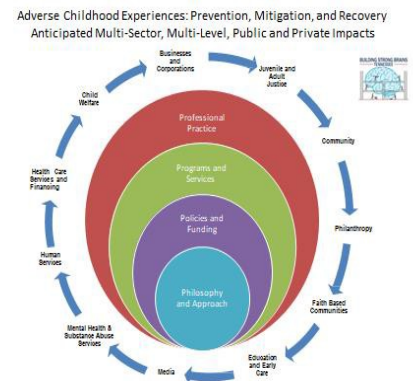 Adverse Childhood Experiences: Prevention, Mitigation, and Recovery
Anticipated Multi-Sector, Multi-Level, Public and Private Impacts
BUILDING STRONG BRAINS
TENNESSEE
Businesses
and
Corporations
Juvenile and
Adult
Justice
Community
Philanthropy
Faith Based
Communities
Education
and Early
Care
Media
Mental Health &
Substance Abuse
Services
Human
Services
Health Care
Services and
Financing
Child
Welfare
Professional
Practice
Programs and
Services
Policies and
Funding
Philosophy
and Approach